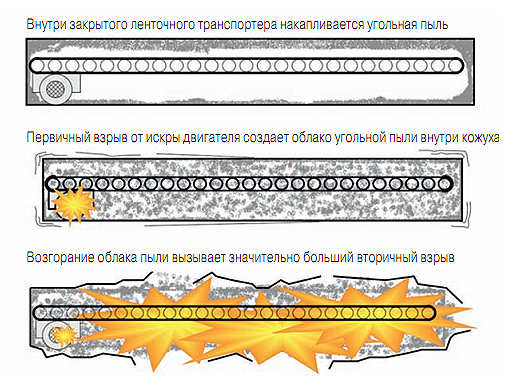 Внутри закрытого ленточного транспортера накапливается угольная пыль
Первичный взрыв от искры двигателя создает облако угольной пыли внутри кожуха
Возгорание облака пыли вызывает значительно больший вторичный взрыв